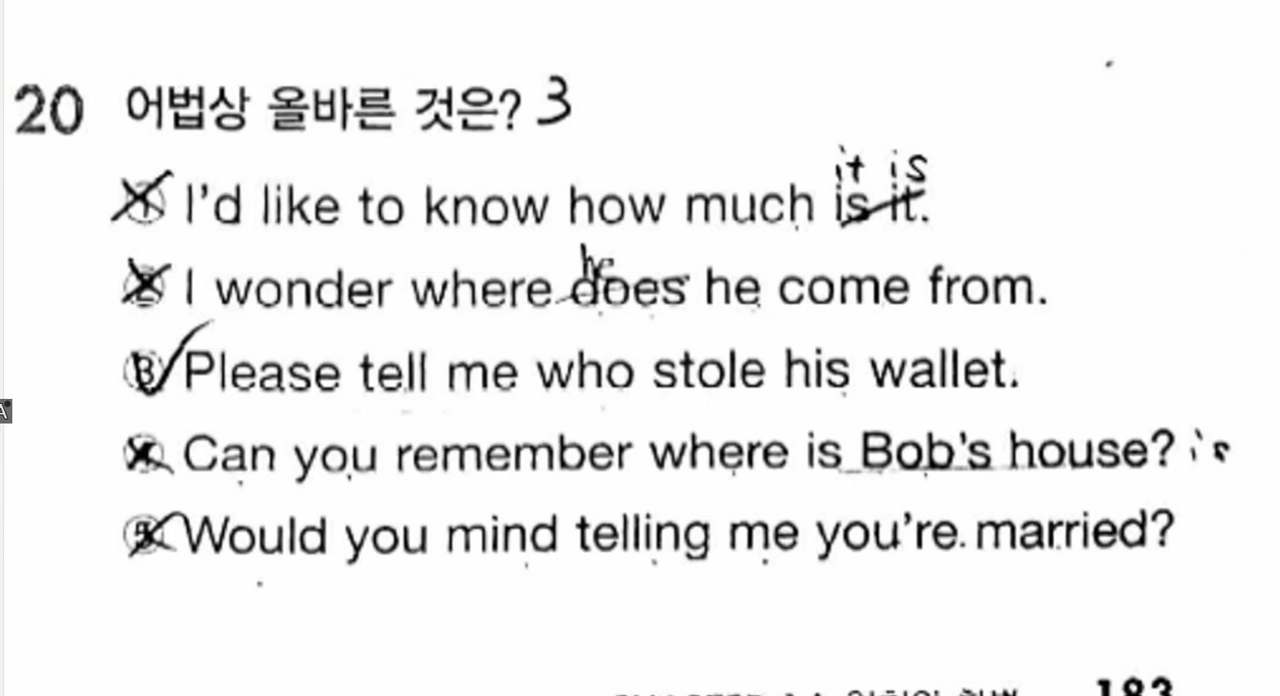 20 어법상 올바른 것은? 3
it is
① I'd like to know how much is it.
he
② I wonder where does he come from.
③ Please tell me who stole his wallet.
④ Can you remember where is Bob's house? is
⑤ Would you mind telling me you're married?
183